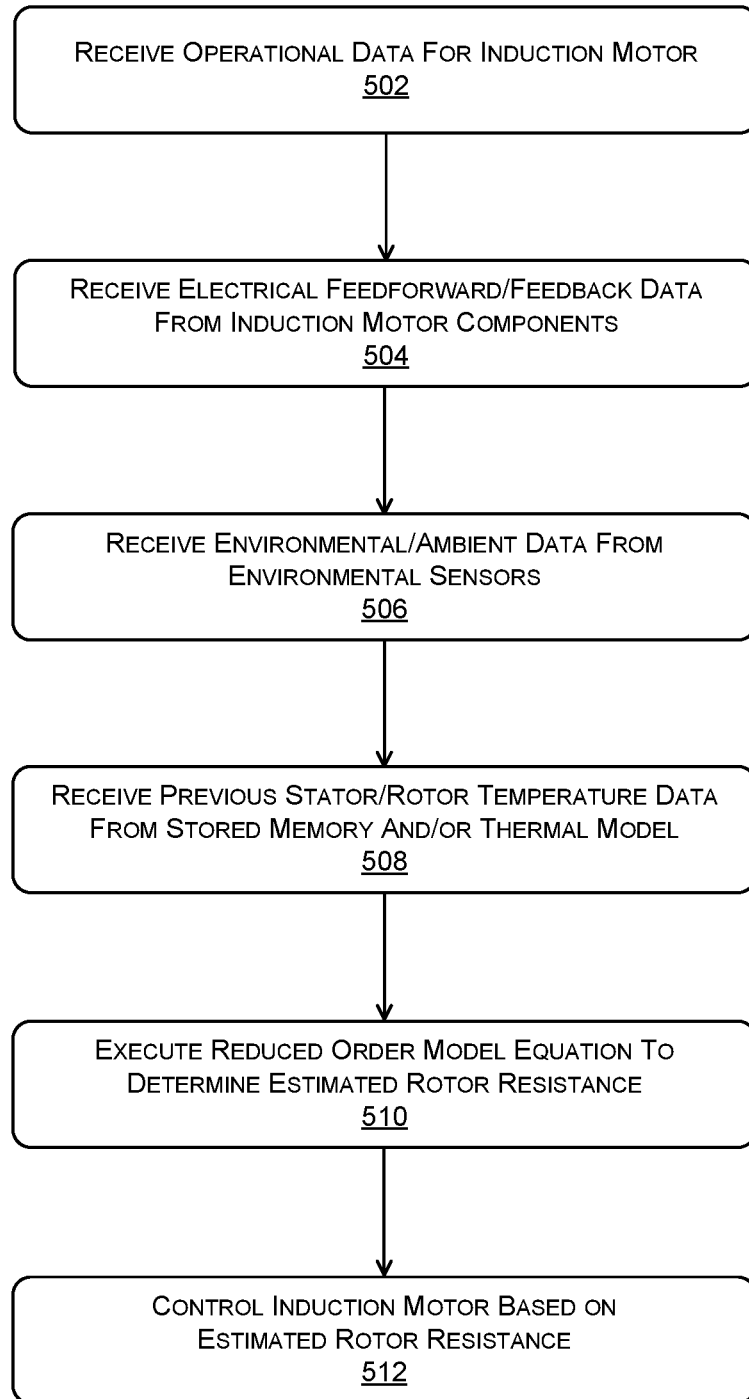 RECEIVE OPERATIONAL DATA FOR INDUCTION MOTOR
502
RECEIVE ELECTRICAL FEEDFORWARD/FEEDBACK DATA
FROM INDUCTION MOTOR COMPONENTS
504
RECEIVE ENVIRONMENTAL/AMBIENT DATA FROM
ENVIRONMENTAL SENSORS
506
RECEIVE PREVIOUS STATOR/ROTOR TEMPERATURE DATA
FROM STORED MEMORY AND/OR THERMAL MODEL
508
EXECUTE REDUCED ORDER MODEL EQUATION TO
DETERMINE ESTIMATED ROTOR RESISTANCE
510
CONTROL INDUCTION MOTOR BASED ON
ESTIMATED ROTOR RESISTANCE
512